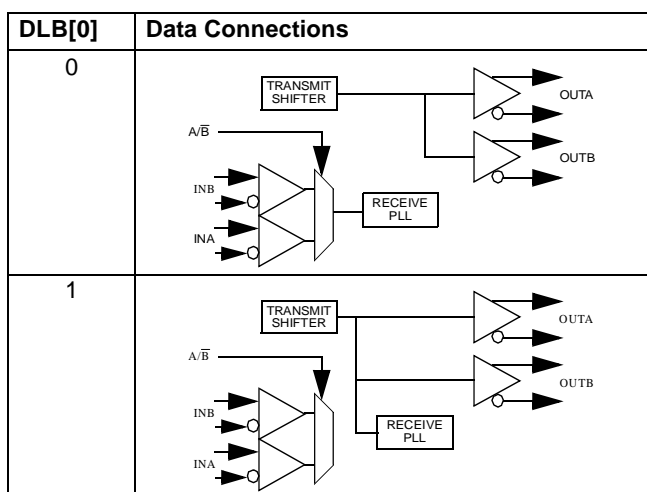 DLB[0] Data Connections
0
TRANSMIT
SHIFTER
OUTA
A/B̅
OUTB
INB
RECEIVE
PLL
INA
1
TRANSMIT
SHIFTER
OUTA
A/B̅
OUTB
INB
RECEIVE
PLL
INA